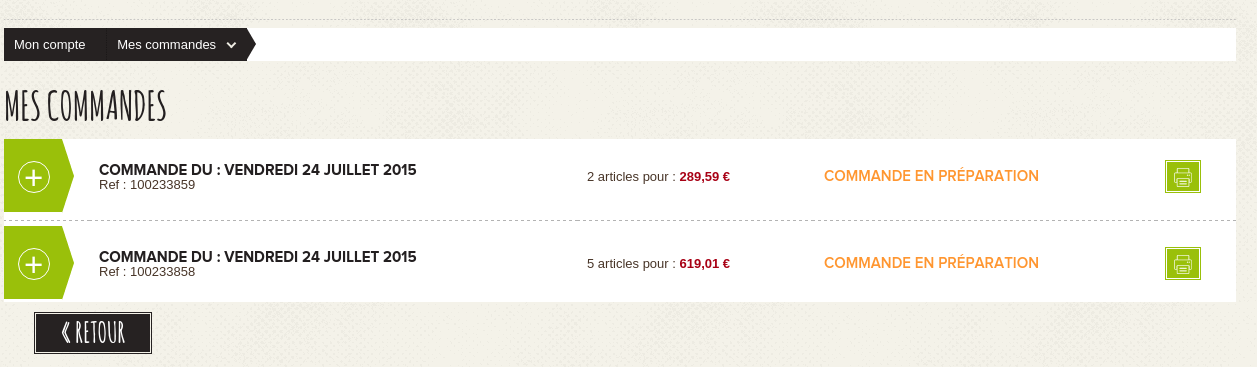 Mon compte Mes commandes
MES COMMANDES
COMMANDE DU : VENDREDI 24 JUILLET 2015
Ref : 100233859
2 articles pour : 289,59 €
COMMANDE EN PRÉPARATION
COMMANDE DU : VENDREDI 24 JUILLET 2015
Ref : 100233858
5 articles pour : 619,01 €
COMMANDE EN PRÉPARATION
« RETOUR